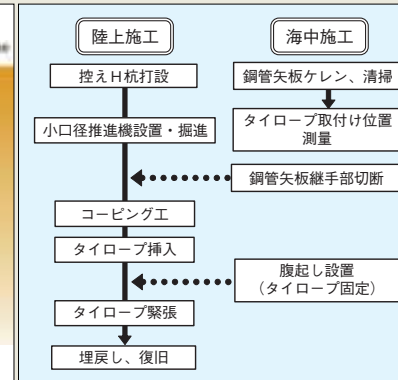 陸上施工
控えH杭打設
小口径推進機設置・掘進
コーピング工
タイロープ挿入
タイロープ緊張
埋戻し、復旧
海中施工
鋼管矢板ケレン、清掃
タイロープ取付け位置
測量
鋼管矢板継手部切断
腹起し設置
（タイロープ固定）